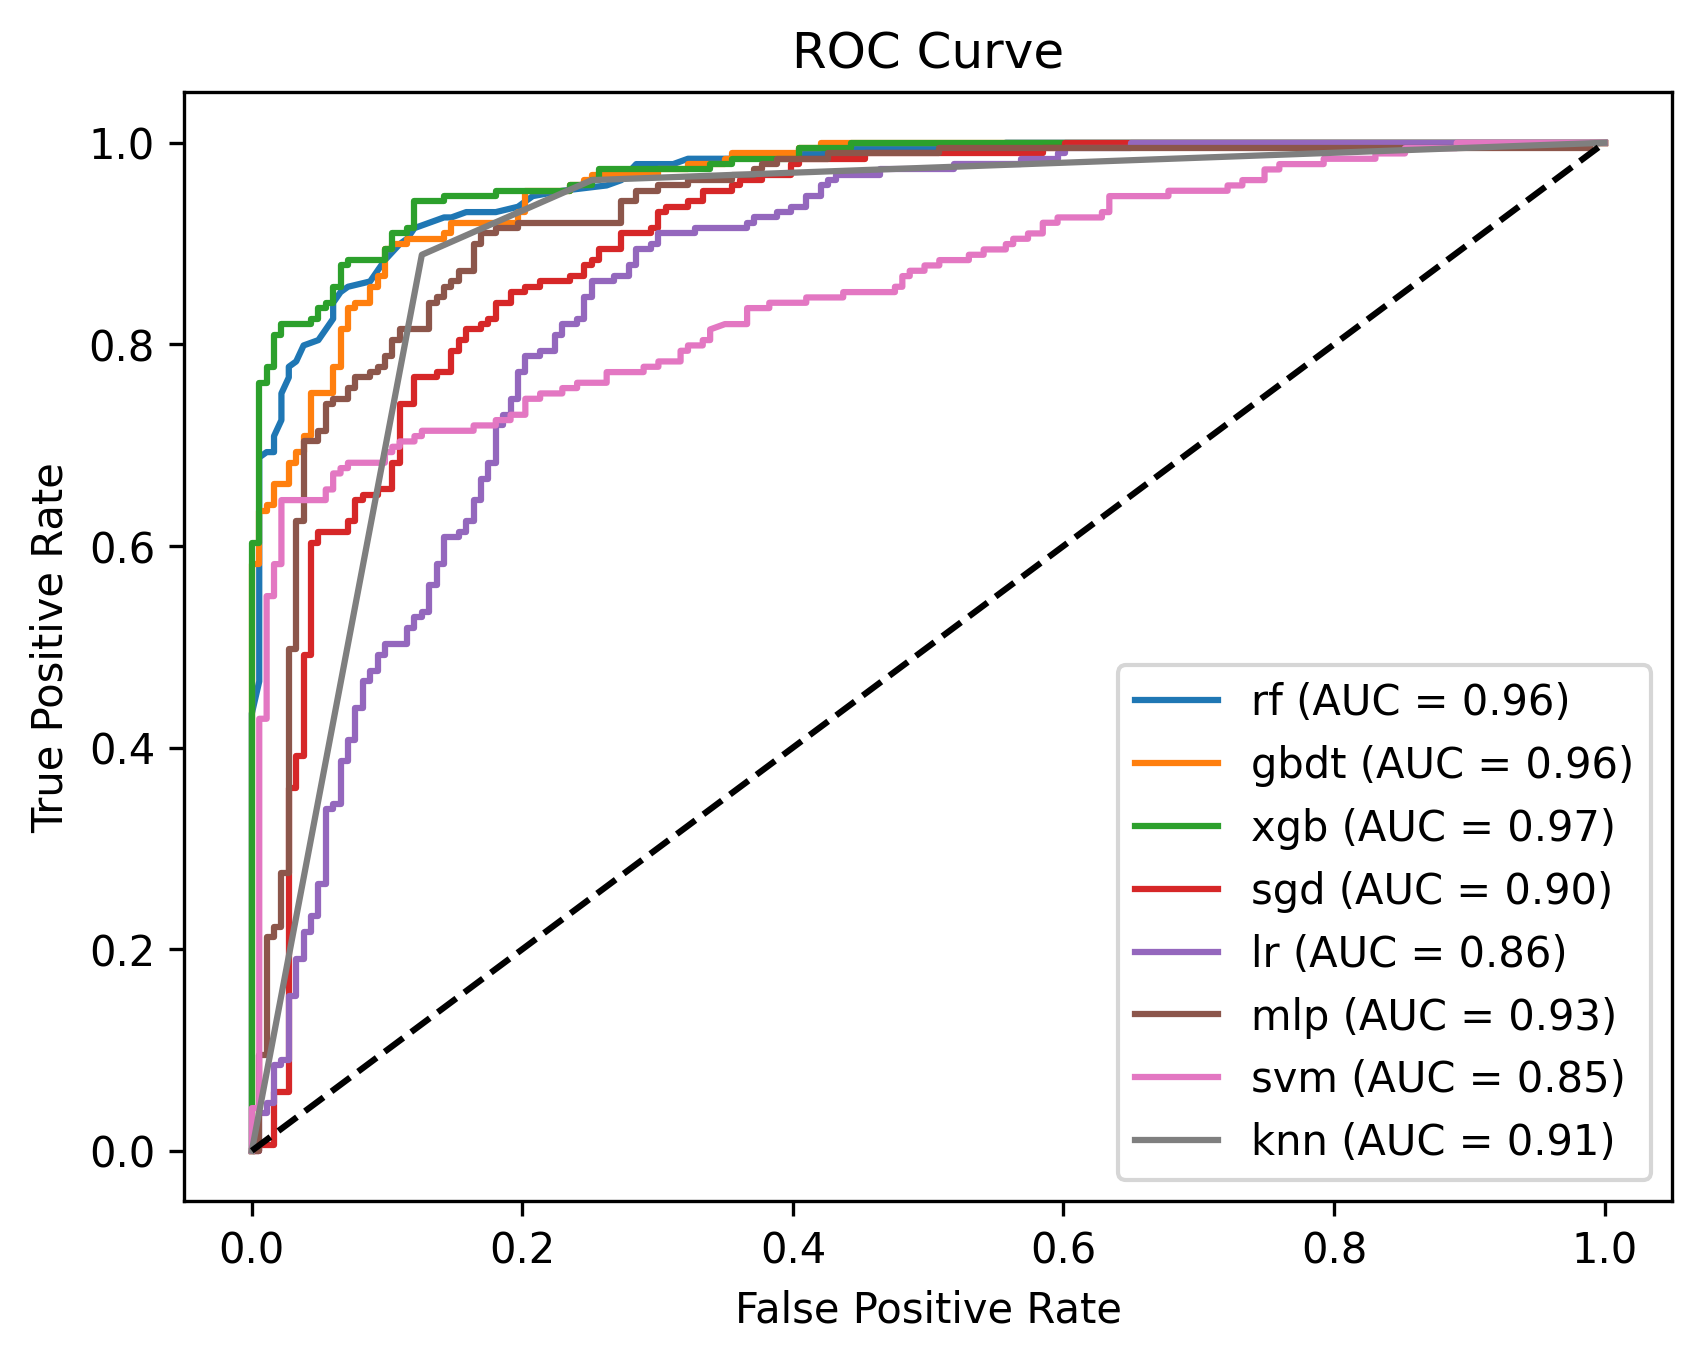 ROC Curve
1.0
0.8
0.6
0.4
0.2
0.0
True Positive Rate
rf (AUC = 0.96)
gbdt (AUC = 0.96)
xgb (AUC = 0.97)
sgd (AUC = 0.90)
lr (AUC = 0.86)
mlp (AUC = 0.93)
svm (AUC = 0.85)
knn (AUC = 0.91)
0.0 0.2 0.4 0.6 0.8 1.0
False Positive Rate